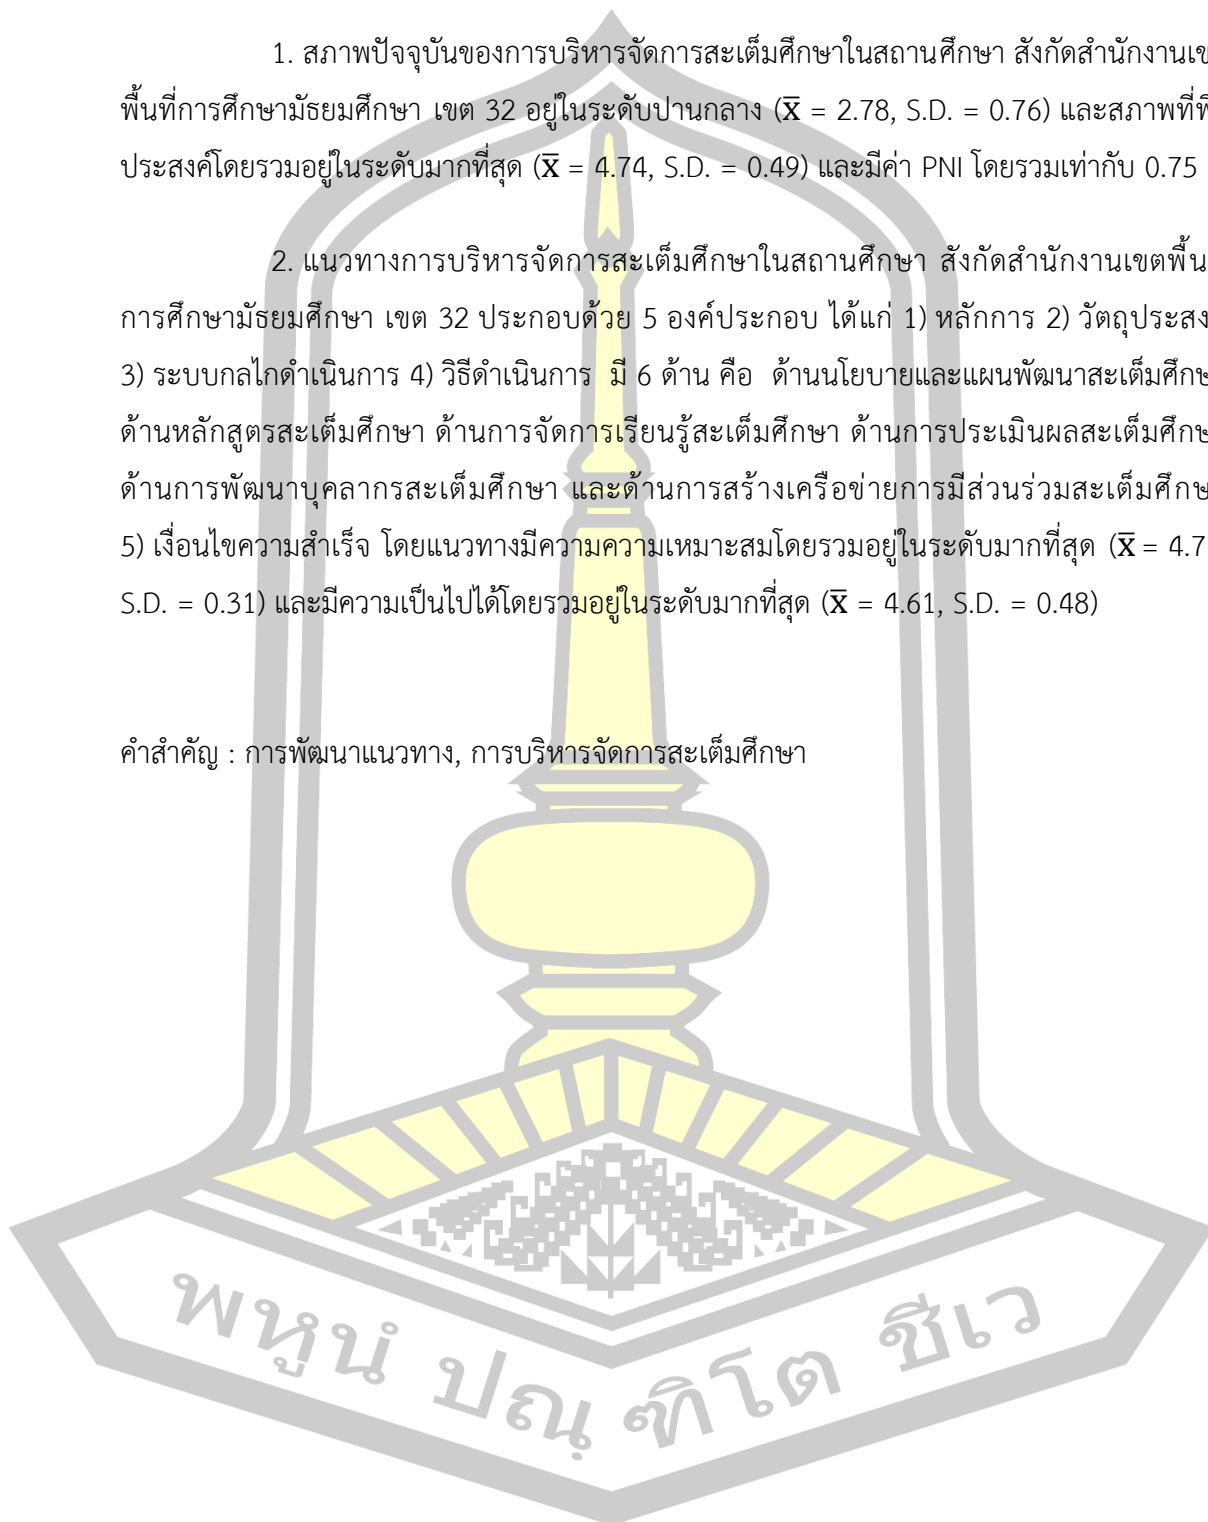 1. สภาพปัจจุบันของการบริหารจัดการสะเต็มศึกษาในสถานศึกษา สังกัดสำนักงานเข
พื้นที่การศึกษามัธยมศึกษา เขต 32 อยู่ในระดับปานกลาง (x̄ = 2.78, S.D. = 0.76) และสภาพที่พึ
ประสงค์โดยรวมอยู่ในระดับมากที่สุด (x̄ = 4.74, S.D. = 0.49) และมีค่า PNI โดยรวมเท่ากับ 0.75
2. แนวทางการบริหารจัดการสะเต็มศึกษาในสถานศึกษา สังกัดสำนักงานเขตพื้น
การศึกษามัธยมศึกษา เขต 32 ประกอบด้วย 5 องค์ประกอบ ได้แก่ 1) หลักการ 2) วัตถุประสง
3) ระบบกลไกดำเนินการ 4) วิธีดำเนินการ มี 6 ด้าน คือ ด้านนโยบายและแผนพัฒนาสะเต็มศึกษ
ด้านหลักสูตรสะเต็มศึกษา ด้านการจัดการเรียนรู้สะเต็มศึกษา ด้านการประเมินผลสะเต็มศึกษ
ด้านการพัฒนาบุคลากรสะเต็มศึกษา และด้านการสร้างเครือข่ายการมีส่วนร่วมสะเต็มศึกษ
5) เงื่อนไขความสำเร็จ โดยแนวทางมีความความเหมาะสมโดยรวมอยู่ในระดับมากที่สุด (x̄ = 4.7
S.D. = 0.31) และมีความเป็นไปได้โดยรวมอยู่ในระดับมากที่สุด (x̄ = 4.61, S.D. = 0.48)
คำสำคัญ : การพัฒนาแนวทาง, การบริหารจัดการสะเต็มศึกษา
พหูนํ ปณฺฑิโต ชีเว